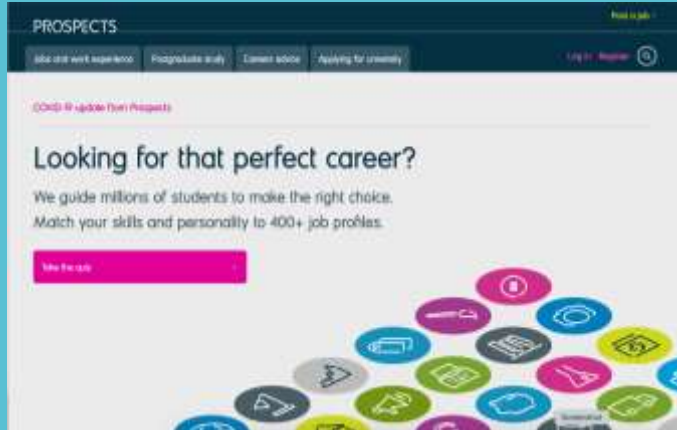 PROSPECTS
Post a job
Jobs and work experience
Postgraduate study
Careers advice
Applying for university
Log in
Register
COVID-19 update from Prospects
Looking for that perfect career?
We guide millions of students to make the right choice.
Match your skills and personality to 400+ job profiles.
Take the quiz